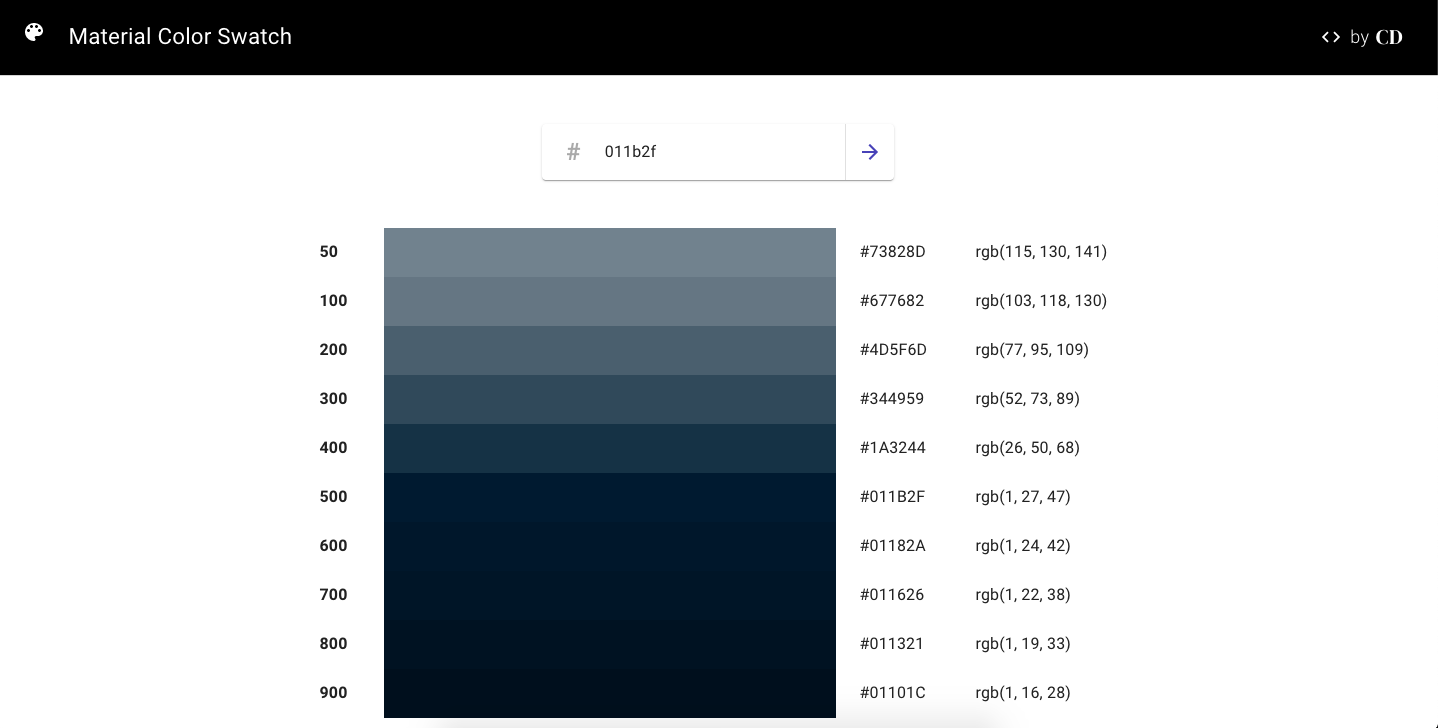 Material Color Swatch
<> by CD
# 011b2f
50 #73828D rgb(115, 130, 141)
100 #677682 rgb(103, 118, 130)
200 #4D5F6D rgb(77, 95, 109)
300 #344959 rgb(52, 73, 89)
400 #1A3244 rgb(26, 50, 68)
500 #011B2F rgb(1, 27, 47)
600 #01182A rgb(1, 24, 42)
700 #011626 rgb(1, 22, 38)
800 #011321 rgb(1, 19, 33)
900 #01101C rgb(1, 16, 28)